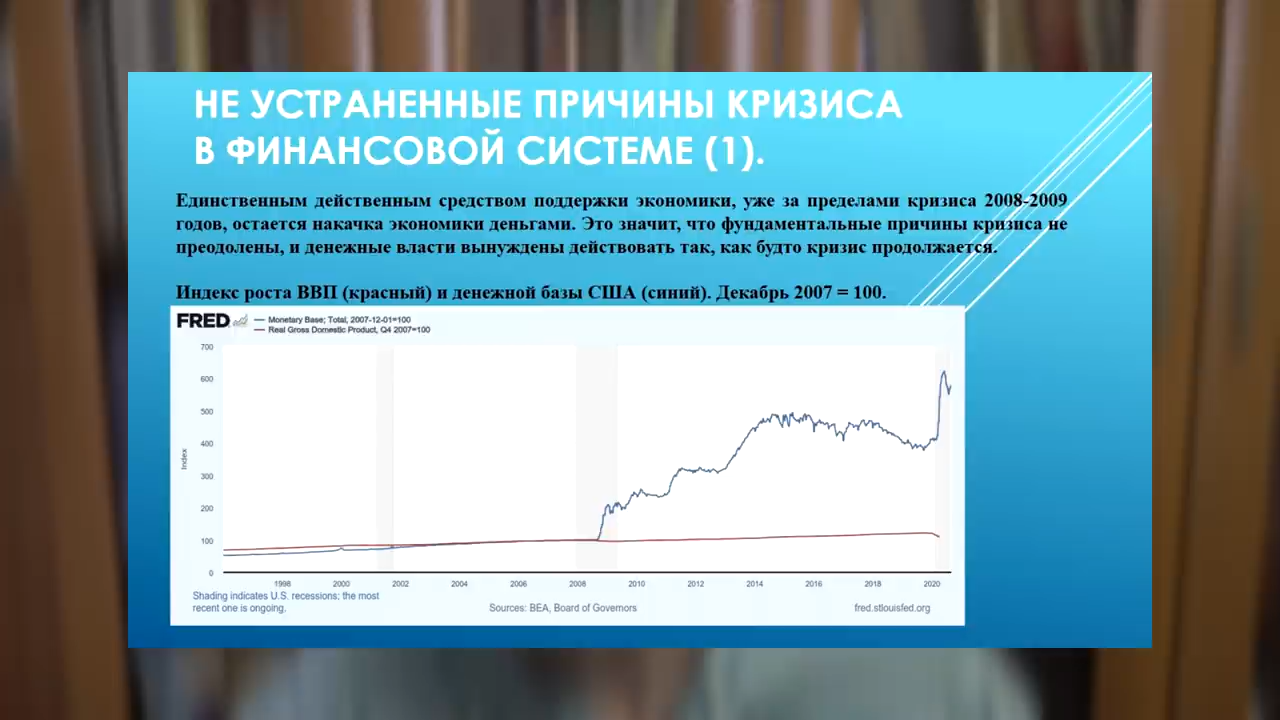 НЕ УСТРАНЕННЫЕ ПРИЧИНЫ КРИЗИСА
В ФИНАНСОВОЙ СИСТЕМЕ (1).
Единственным действенным средством поддержки экономики, уже за пределами кризиса 2008-2009
годов, остается накачка экономики деньгами. Это значит, что фундаментальные причины кризиса не
преодолены, и денежные власти вынуждены действовать так, как будто кризис продолжается.
Индекс роста ВВП (красный) и денежной базы США (синий). Декабрь 2007 = 100.
FRED
Monetary Base; Total, 2007-12-01=100
Real Gross Domestic Product, Q4 2007=100
700
600
500
400
300
200
100
0
Index
1998 2000 2002 2004 2006 2008 2010 2012 2014 2016 2018 2020
Shading indicates U.S. recessions; the most
recent one is ongoing.
Sources: BEA, Board of Governors
fred.stlouisfed.org